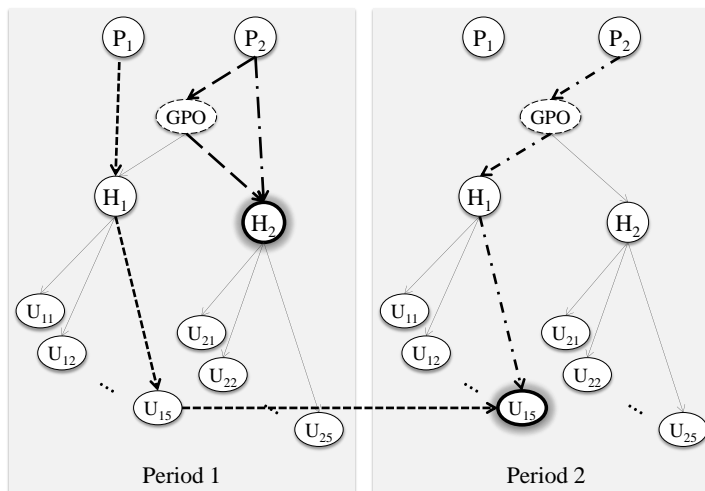 P1 P2
GPO
H1
H2
U11
U12
U21
U22
...
U15
...
U25
Period 1
P1 P2
GPO
H1
H2
U11
U12
U21
U22
...
U15
...
U25
Period 2